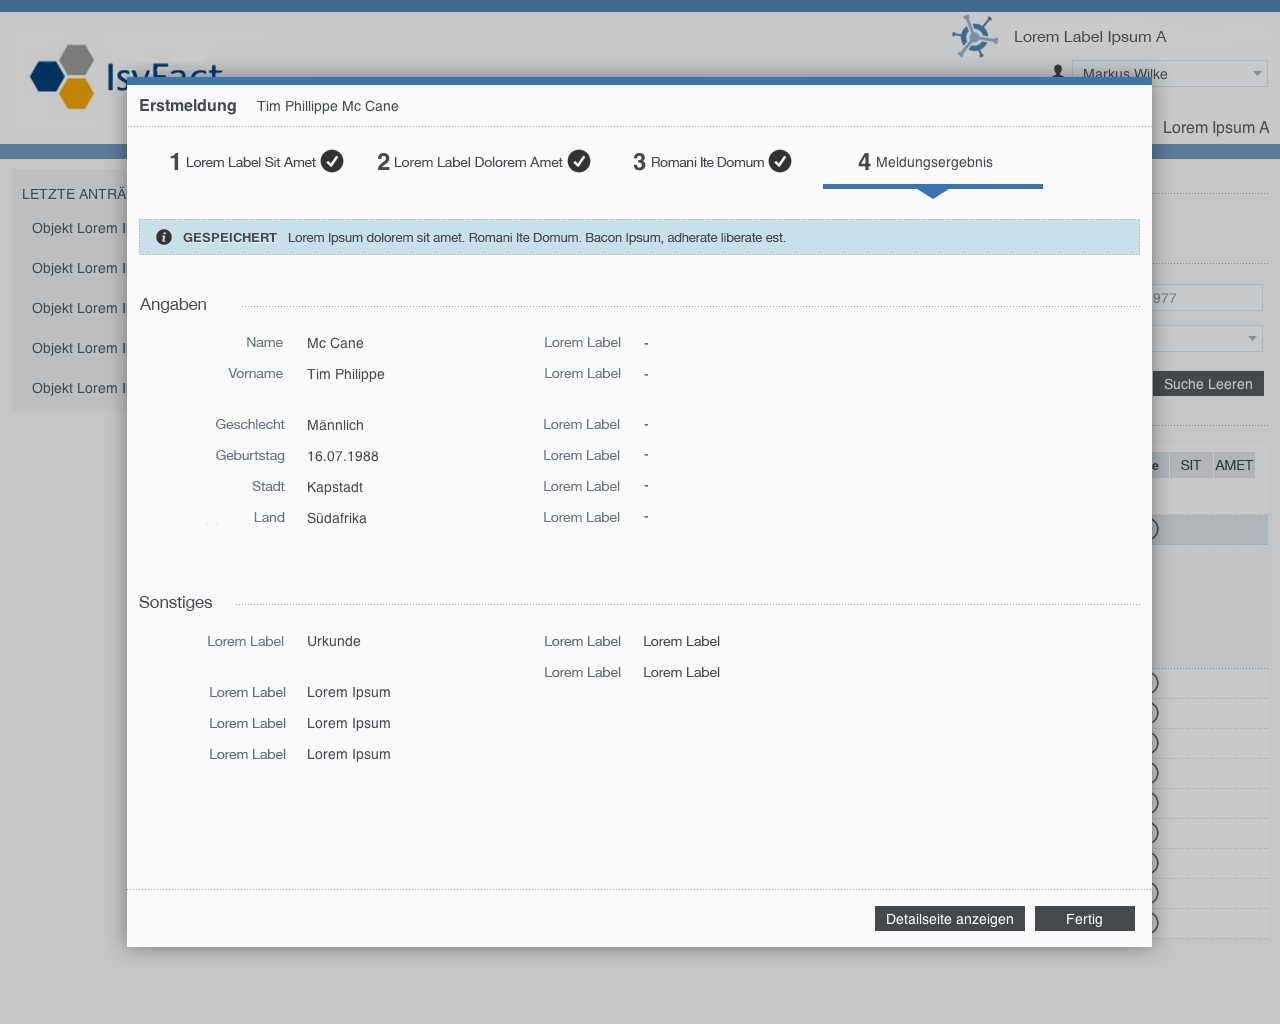 Lorem Label Ipsum A
IsyFact
Markus Wilke
Lorem Ipsum A
Erstmeldung Tim Phillippe Mc Cane
1 Lorem Label Sit Amet 2 Lorem Label Dolorem Amet 3 Romani Ite Domum 4 Meldungsergebnis
LETZTE ANTRÄ
Objekt Lorem I
Objekt Lorem I
Objekt Lorem I
Objekt Lorem I
Objekt Lorem I
GESPEICHERT Lorem Ipsum dolorem sit amet. Romani Ite Domum. Bacon Ipsum, adherate liberate est.
977
Suche Leeren
e SIT AMET
Angaben
Name Mc Cane Lorem Label -
Vorname Tim Philippe Lorem Label -
Geschlecht Männlich Lorem Label -
Geburtstag 16.07.1988 Lorem Label -
Stadt Kapstadt Lorem Label -
Land Südafrika Lorem Label -
Sonstiges
Lorem Label Urkunde Lorem Label Lorem Label
Lorem Label Lorem Label
Lorem Label Lorem Ipsum
Lorem Label Lorem Ipsum
Lorem Label Lorem Ipsum
Detailseite anzeigen Fertig